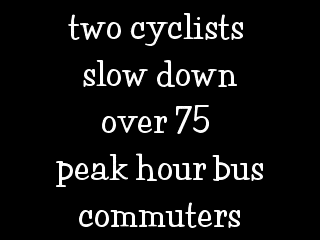 two cyclists
slow down
over 75
peak hour bus
commuters